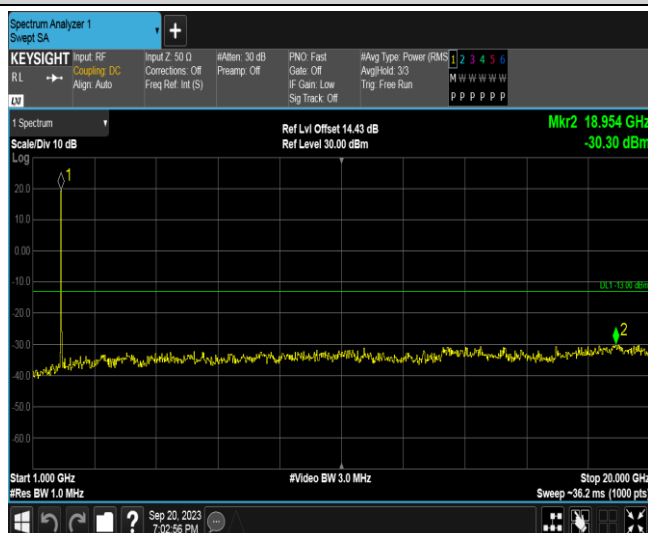 Spectrum Analyzer 1
Swept SA
+
KEYSIGHT
RL
LXI
Input: RF
Coupling: DC
Align: Auto
Input Z: 50 Ω
Corrections: Off
Freq Ref: Int (S)
#Atten: 30 dB
Preamp: Off
PNO: Fast
Gate: Off
IF Gain: Low
Sig Track: Off
#Avg Type: Power (RMS
Avg|Hold: 3/3
Trig: Free Run
1 2 3 4 5 6
M W W W W W
P P P P P P
1 Spectrum
Scale/Div 10 dB
Log
Ref Lvl Offset 14.43 dB
Ref Level 30.00 dBm
Mkr2 18.954 GHz
-30.30 dBm
1
20.0
10.0
0.00
-10.0
DL1 -13.00 dBm
-20.0
2
-30.0
-40.0
-50.0
-60.0
Start 1.000 GHz
#Video BW 3.0 MHz
Stop 20.000 GHz
#Res BW 1.0 MHz
Sweep ~36.2 ms (1000 pts)
?
Sep 20, 2023
7:02:56 PM